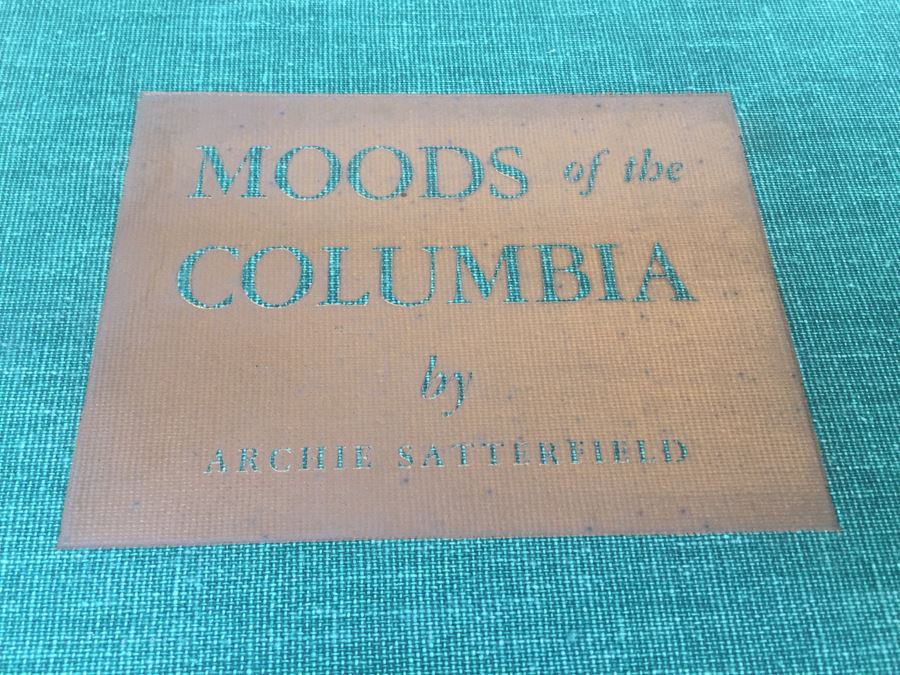 MOODS of the
COLUMBIA
by
ARCHIE SATTERFIELD